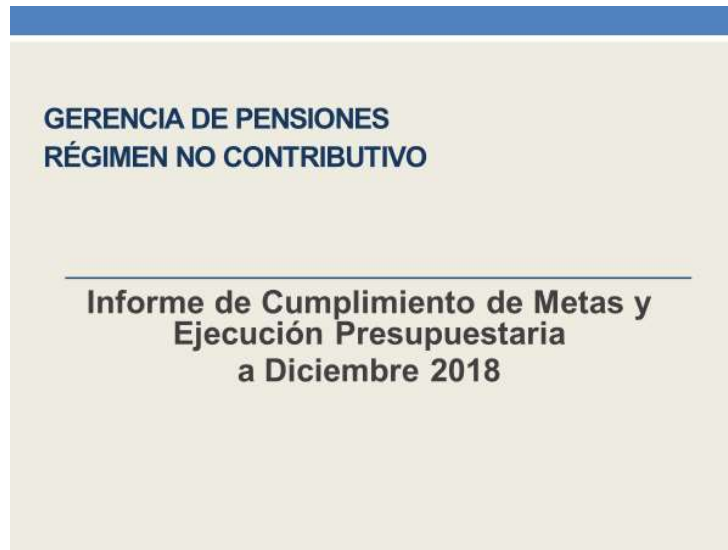 GERENCIA DE PENSIONES
RÉGIMEN NO CONTRIBUTIVO
Informe de Cumplimiento de Metas y
Ejecución Presupuestaria
a Diciembre 2018